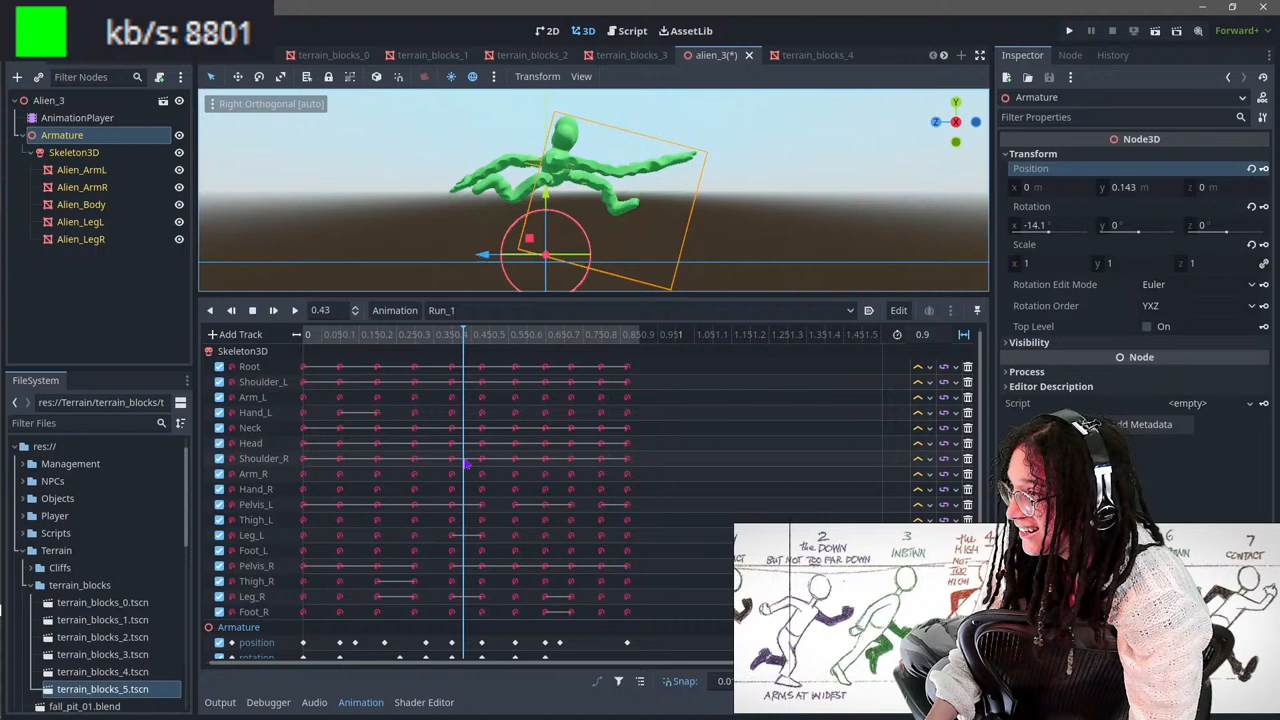 kb/s: 8801
2D
3D
Script
AssetLib
Forward+
terrain_blocks_0
terrain_blocks_1
terrain_blocks_2
terrain_blocks_3
alien_3(*)
terrain_blocks_4
Filter Nodes
Alien_3
AnimationPlayer
Armature
Skeleton3D
Alien_ArmL
Alien_ArmR
Alien_Body
Alien_LegL
Alien_LegR
Transform
View
Right Orthogonal [auto]
Y
Z
X
Inspector
Node
History
Armature
Filter Properties
Node3D
Transform
Position
x 0 m y 0.143 m z 0 m
Rotation
x -14.1 ° y 0 ° z 0 °
Scale
x 1 y 1 z 1
Rotation Edit Mode Euler
Rotation Order YXZ
Top Level On
Visibility
Node
Process
Editor Description
Script <empty>
dd Metadata
0.43
Animation
Run_1
Edit
Add Track
0.9
Skeleton3D
Root
Shoulder_L
Arm_L
Hand_L
Neck
Head
Shoulder_R
Arm_R
Hand_R
Pelvis_L
Thigh_L
Leg_L
Foot_L
Pelvis_R
Thigh_R
Leg_R
Foot_R
Armature
position
rotation
Snap:
Output
Debugger
Audio
Animation
Shader Editor
FileSystem
res://Terrain/terrain_blocks/t
Filter Files
res://
Management
NPCs
Objects
Player
Scripts
Terrain
Cliffs
terrain_blocks
terrain_blocks_0.tscn
terrain_blocks_1.tscn
terrain_blocks_2.tscn
terrain_blocks_3.tscn
terrain_blocks_4.tscn
terrain_blocks_5.tscn
fall_pit_01.blend
2
the DOWN
BUT NOT TOO FAR DOWN
3
the
HIGH
NOT
TOO
HIGH
7
CONTACT
ARMS AT WIDEST